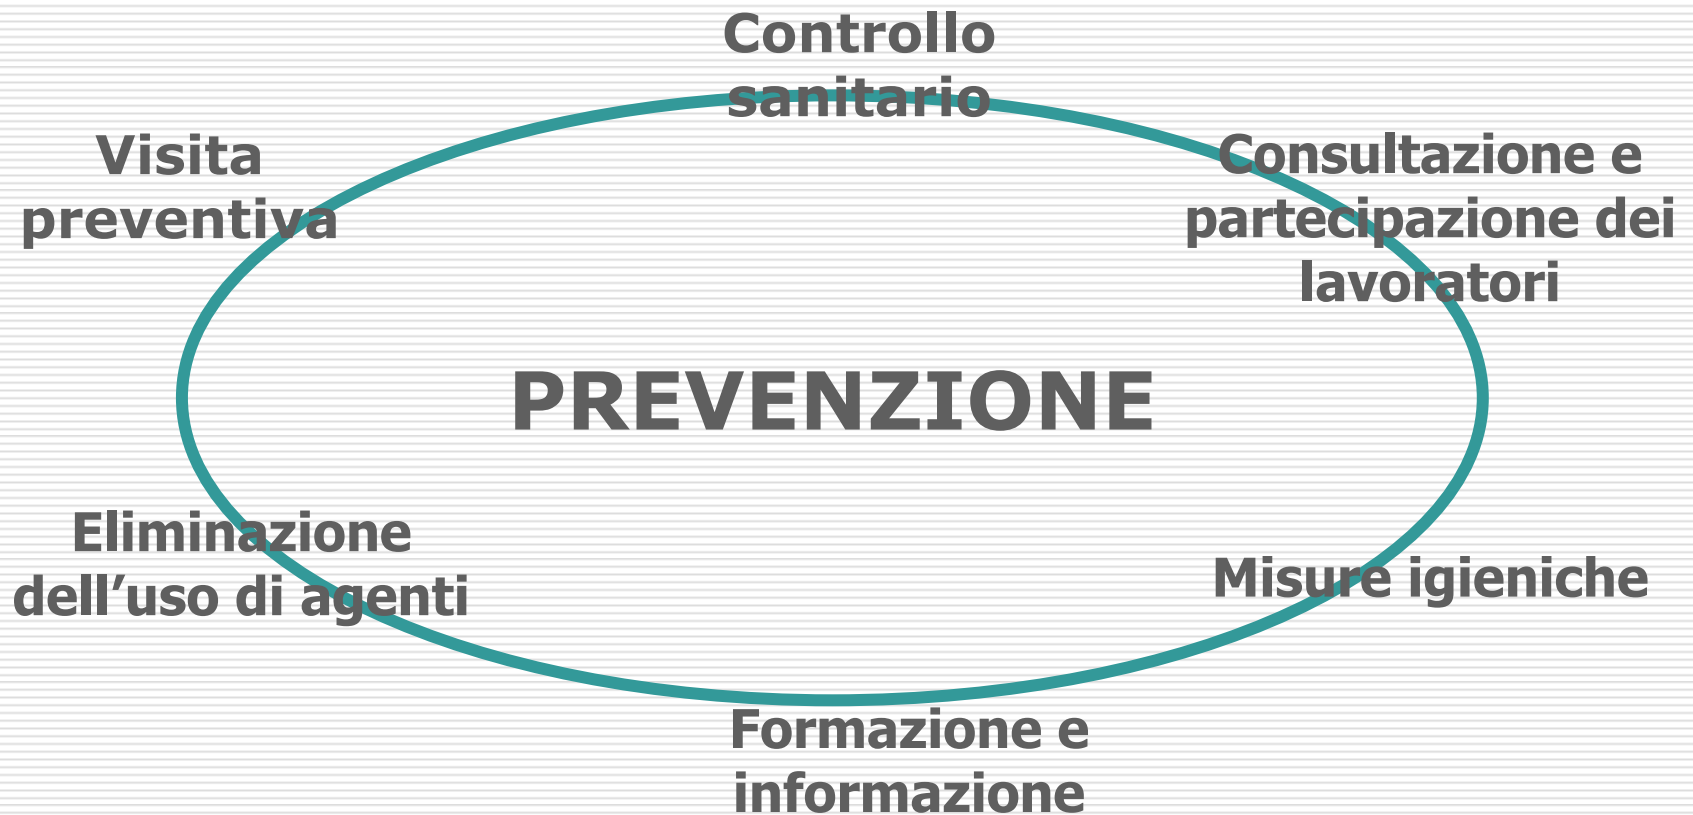 Controllo
sanitario
Visita
preventiva
Consultazione e
partecipazione dei
lavoratori
PREVENZIONE
Eliminazione
dell’uso di agenti
Misure igieniche
Formazione e
informazione